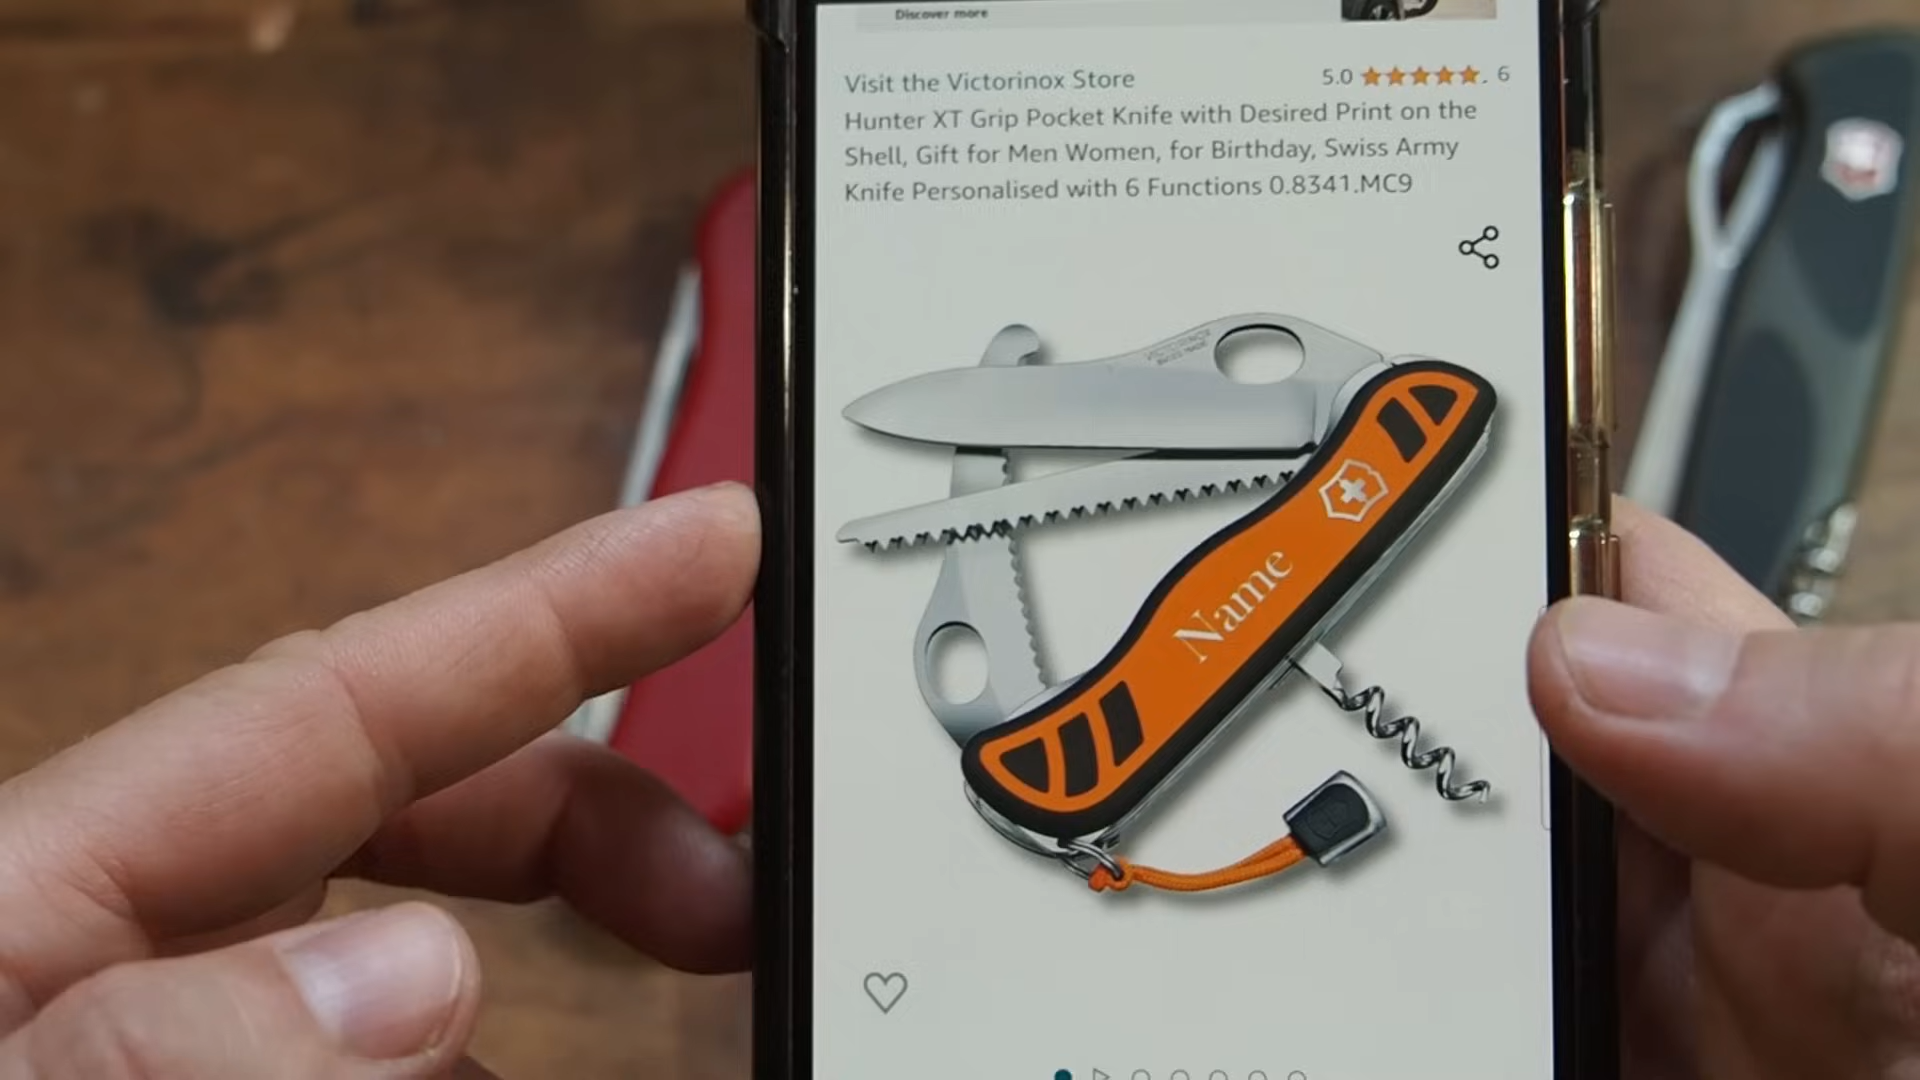 Discover more
Visit the Victorinox Store
5.0 6
Hunter XT Grip Pocket Knife with Desired Print on the
Shell, Gift for Men Women, for Birthday, Swiss Army
Knife Personalised with 6 Functions 0.8341.MC9
VICTORINOX
Name